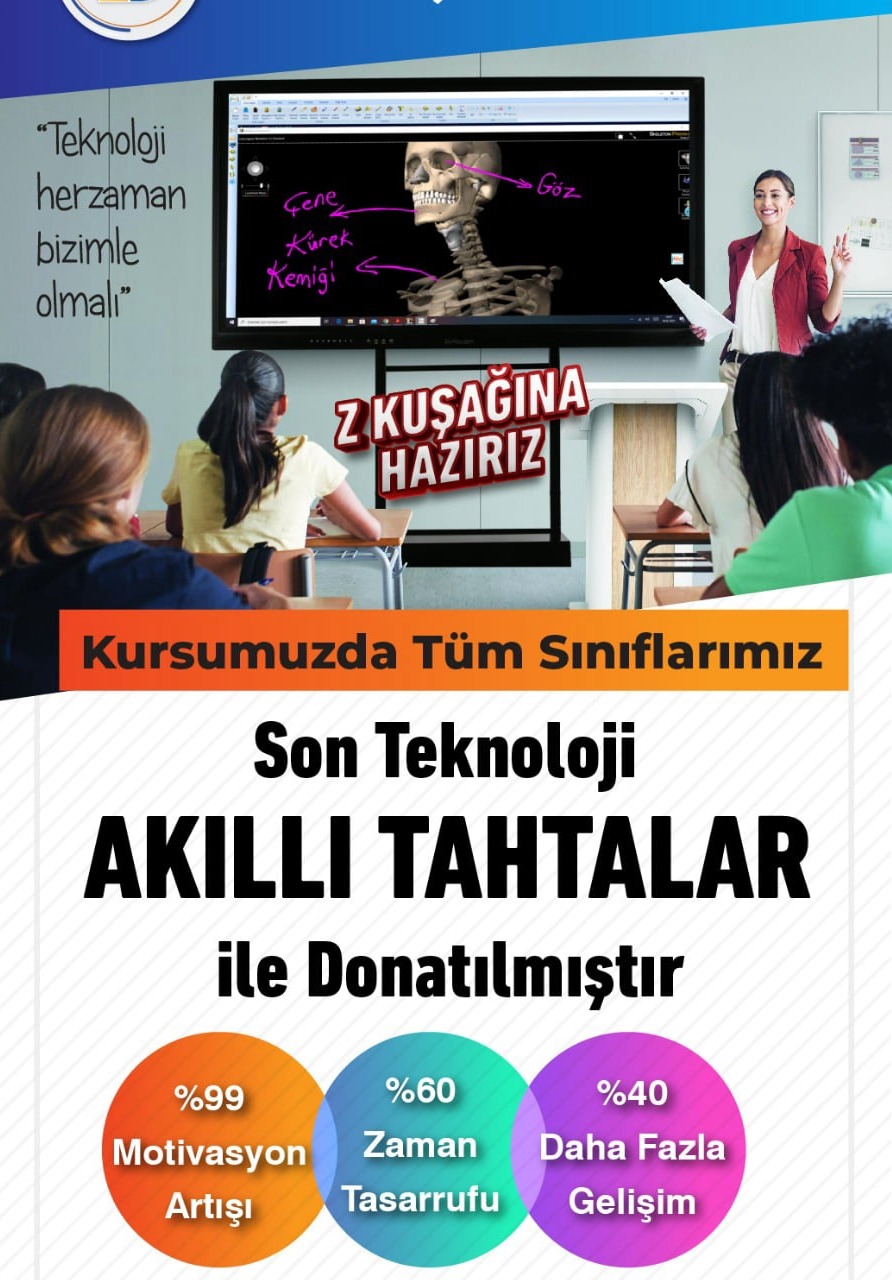 “Teknoloji
herzaman
bizimle
olmalı”
Çene
Göz
Kürek
Kemiği
Z KUŞAĞINA
HAZIRIZ
Kursumuzda Tüm Sınıflarımız
Son Teknoloji
AKILLI TAHTALAR
ile Donatılmıştır
%99
Motivasyon
Artışı
%60
Zaman
Tasarrufu
%40
Daha Fazla
Gelişim